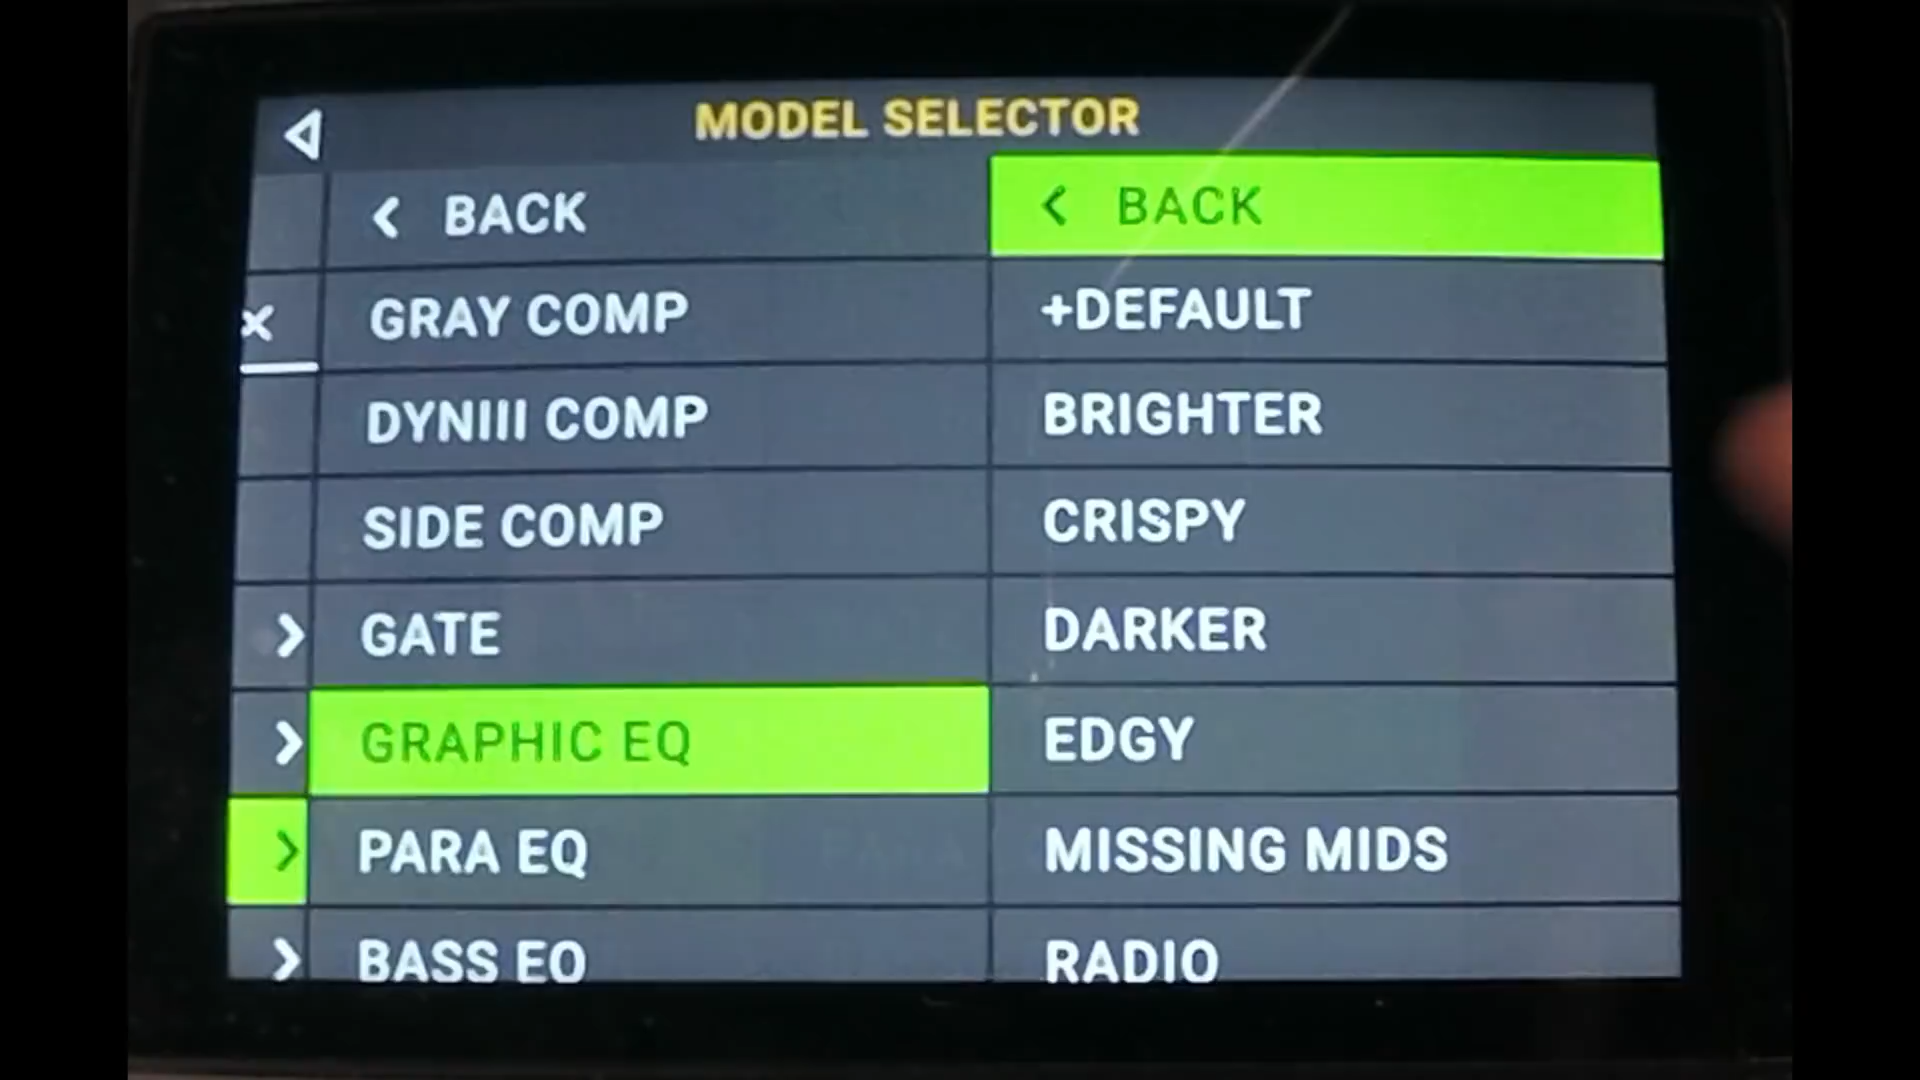 MODEL SELECTOR
BACK
GRAY COMP
DYNIII COMP
SIDE COMP
GATE
GRAPHIC EQ
PARA EQ
BASS EQ
BACK
+DEFAULT
BRIGHTER
CRISPY
DARKER
EDGY
MISSING MIDS
RADIO